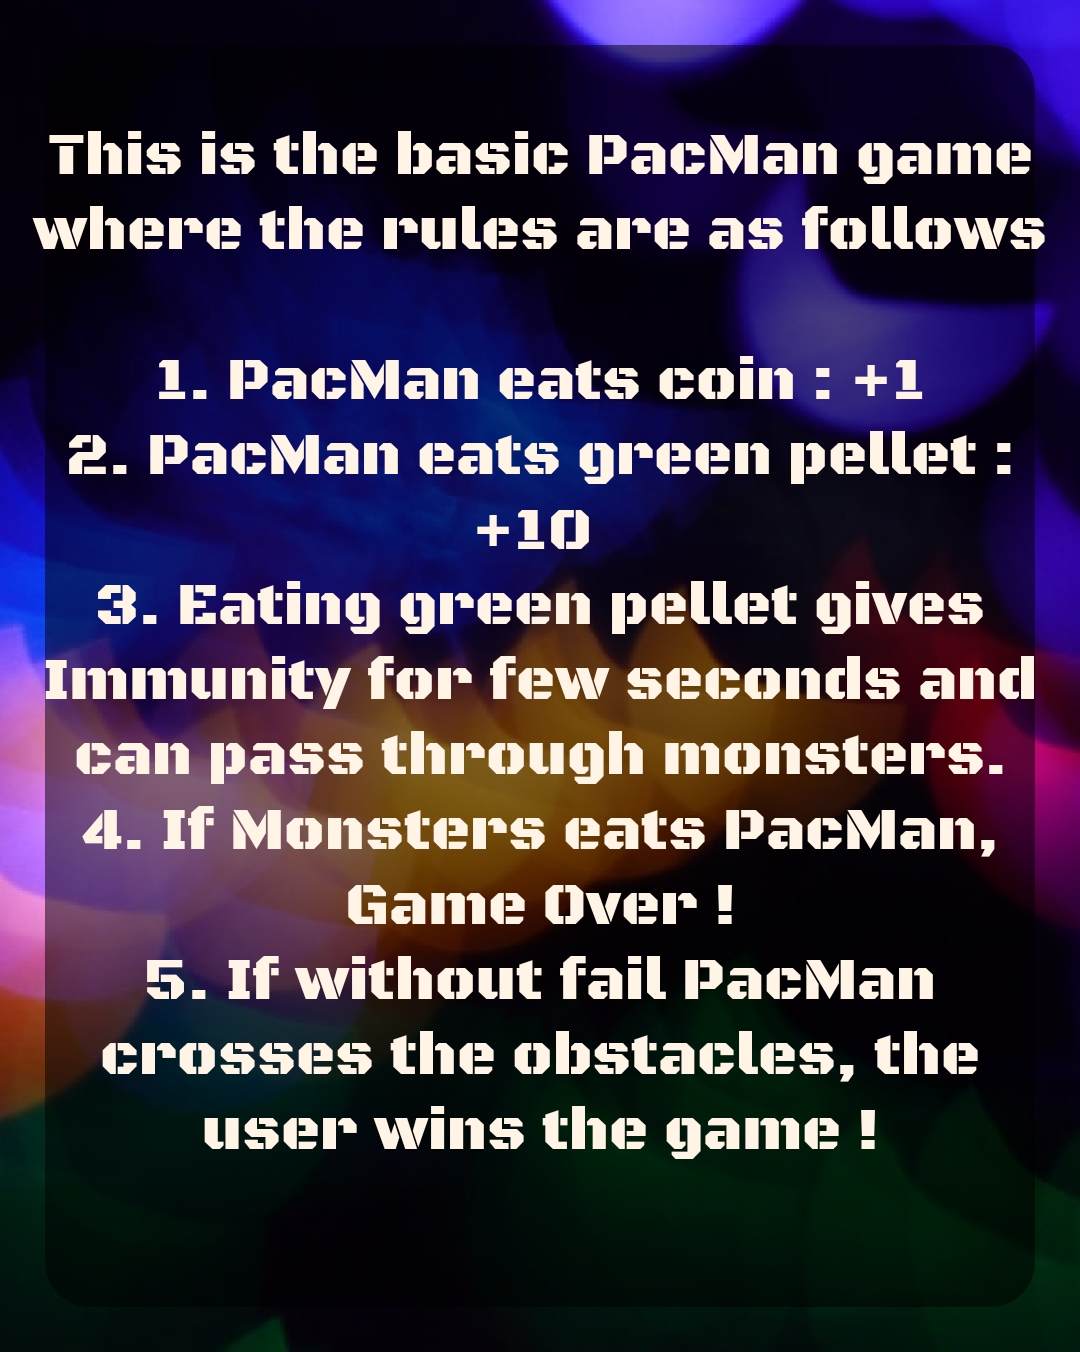 This is the basic PacMan game
where the rules are as follows
1. PacMan eats coin : +1
2. PacMan eats green pellet :
+10
3. Eating green pellet gives
Immunity for few seconds and
can pass through monsters.
4. If Monsters eats PacMan,
Game Over !
5. If without fail PacMan
crosses the obstacles, the
user wins the game !